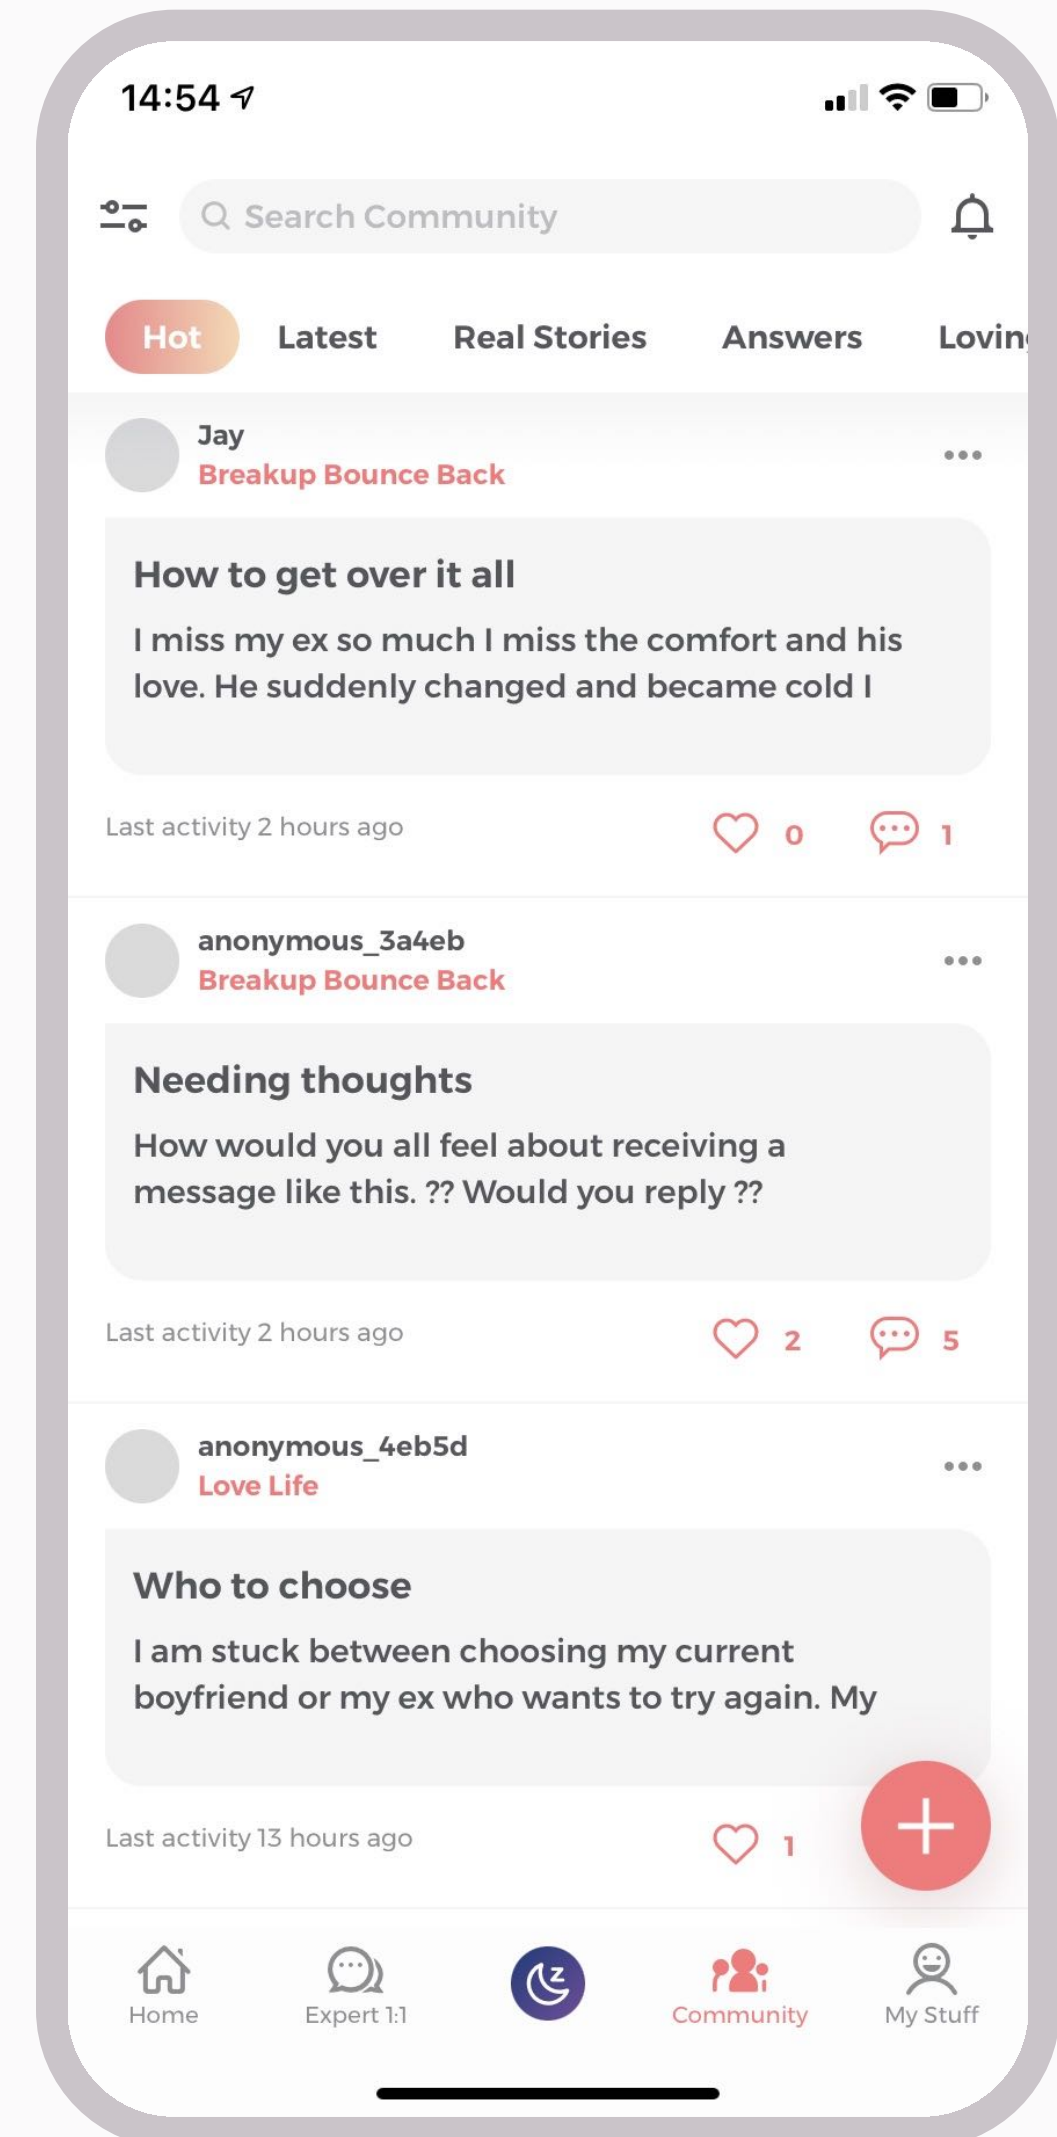 14:54
Search Community
Hot Latest Real Stories Answers Lovin
Jay
Breakup Bounce Back
How to get over it all
I miss my ex so much I miss the comfort and his
love. He suddenly changed and became cold I
Last activity 2 hours ago 0 1
anonymous_3a4eb
Breakup Bounce Back
Needing thoughts
How would you all feel about receiving a
message like this. ?? Would you reply ??
Last activity 2 hours ago 2 5
anonymous_4eb5d
Love Life
Who to choose
I am stuck between choosing my current
boyfriend or my ex who wants to try again. My
Last activity 13 hours ago 1
z
Home Expert 1:1 Community My Stuff